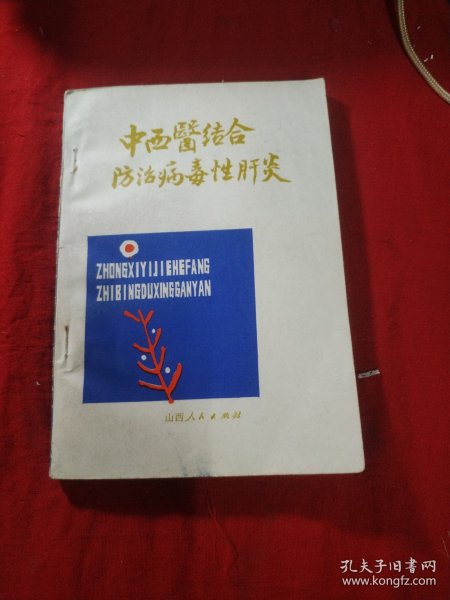 中西醫结合
防治病毒性肝炎
ZHONGXIYIJIEHEFANG
ZHIBINGDUXINGGANYAN
山西人民出版社
孔夫子旧书网
www.kongfz.com